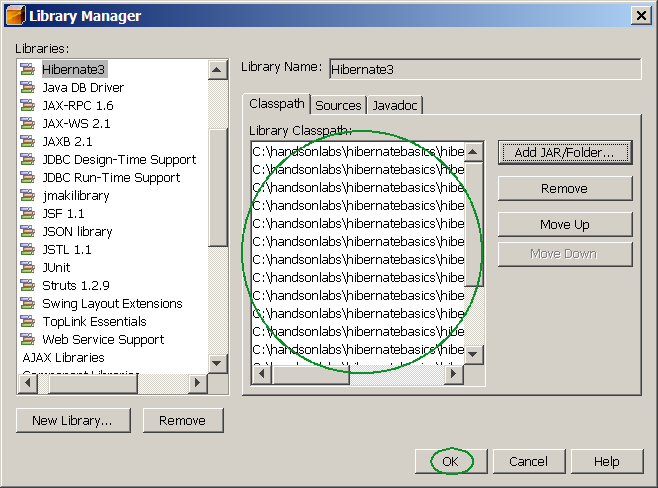 Library Manager
Libraries:
Hibernate3
Java DB Driver
JAX-RPC 1.6
JAX-WS 2.1
JAXB 2.1
JDBC Design-Time Support
JDBC Run-Time Support
jmakilibrary
JSF 1.1
JSON library
JSTL 1.1
JUnit
Struts 1.2.9
Swing Layout Extensions
TopLink Essentials
Web Service Support
AJAX Libraries
Component Libraries
New Library...
Remove
Library Name:
Hibernate3
Classpath
Sources
Javadoc
Library Classpath:
C:\handsonlabs\hibernatebasics\hibe
C:\handsonlabs\hibernatebasics\hibe
C:\handsonlabs\hibernatebasics\hibe
C:\handsonlabs\hibernatebasics\hibe
C:\handsonlabs\hibernatebasics\hibe
C:\handsonlabs\hibernatebasics\hibe
C:\handsonlabs\hibernatebasics\hibe
C:\handsonlabs\hibernatebasics\hibe
C:\handsonlabs\hibernatebasics\hibe
C:\handsonlabs\hibernatebasics\hibe
C:\handsonlabs\hibernatebasics\hibe
C:\handsonlabs\hibernatebasics\hibe
C:\handsonlabs\hibernatebasics\hibe
Add JAR/Folder...
Remove
Move Up
Move Down
OK
Cancel
Help